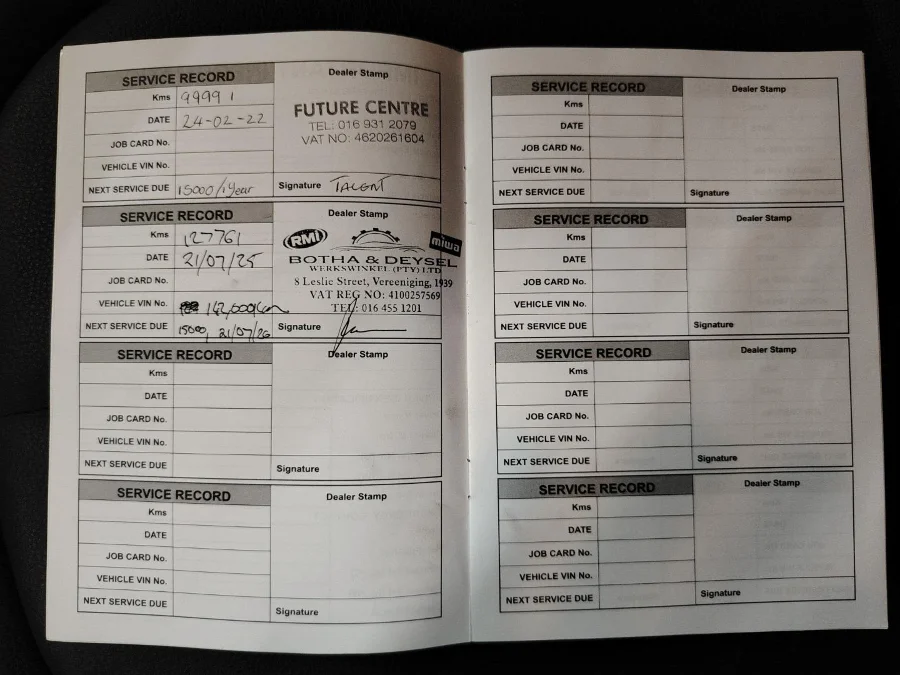 SERVICE RECORD
Dealer Stamp
Kms 99991
DATE 24-02-22
JOB CARD No.
VEHICLE VIN No.
NEXT SERVICE DUE 15000/1year
FUTURE CENTRE
TEL: 016 931 2079
VAT NO: 4620261604
Signature TALENT
SERVICE RECORD
Dealer Stamp
Kms 127761
DATE 21/07/25
JOB CARD No.
VEHICLE VIN No. 142,000km
NEXT SERVICE DUE 15000, 21/07/26
RMI
miwa
BOTHA & DEYSEL
WERKSWINKEL (PTY) LTD
8 Leslie Street, Vereeniging, 1939
VAT REG NO: 4100257569
TEL: 016 455 1201
Signature
SERVICE RECORD
Dealer Stamp
Kms
DATE
JOB CARD No.
VEHICLE VIN No.
NEXT SERVICE DUE
Signature
SERVICE RECORD
Dealer Stamp
Kms
DATE
JOB CARD No.
VEHICLE VIN No.
NEXT SERVICE DUE
Signature
SERVICE RECORD
Dealer Stamp
Kms
DATE
JOB CARD No.
VEHICLE VIN No.
NEXT SERVICE DUE
Signature
SERVICE RECORD
Dealer Stamp
Kms
DATE
JOB CARD No.
VEHICLE VIN No.
NEXT SERVICE DUE
Signature
SERVICE RECORD
Dealer Stamp
Kms
DATE
JOB CARD No.
VEHICLE VIN No.
NEXT SERVICE DUE
Signature
SERVICE RECORD
Dealer Stamp
Kms
DATE
JOB CARD No.
VEHICLE VIN No.
NEXT SERVICE DUE
Signature